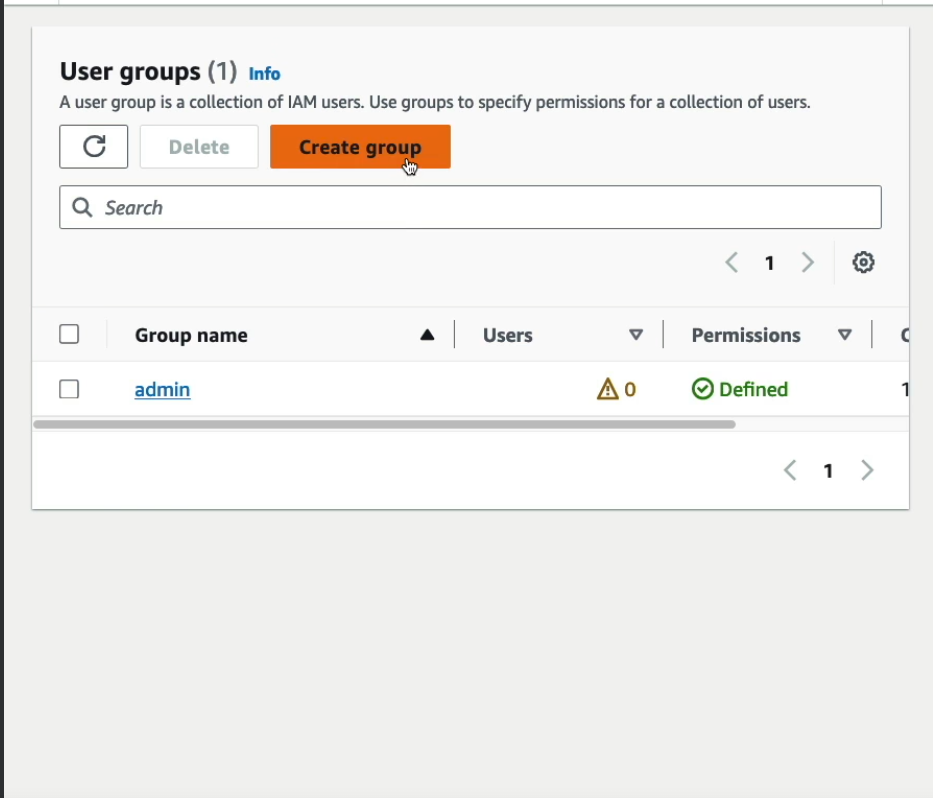 User groups (1) Info
A user group is a collection of IAM users. Use groups to specify permissions for a collection of users.
Delete Create group
Search
1
Group name Users Permissions
admin 0 Defined 1
1